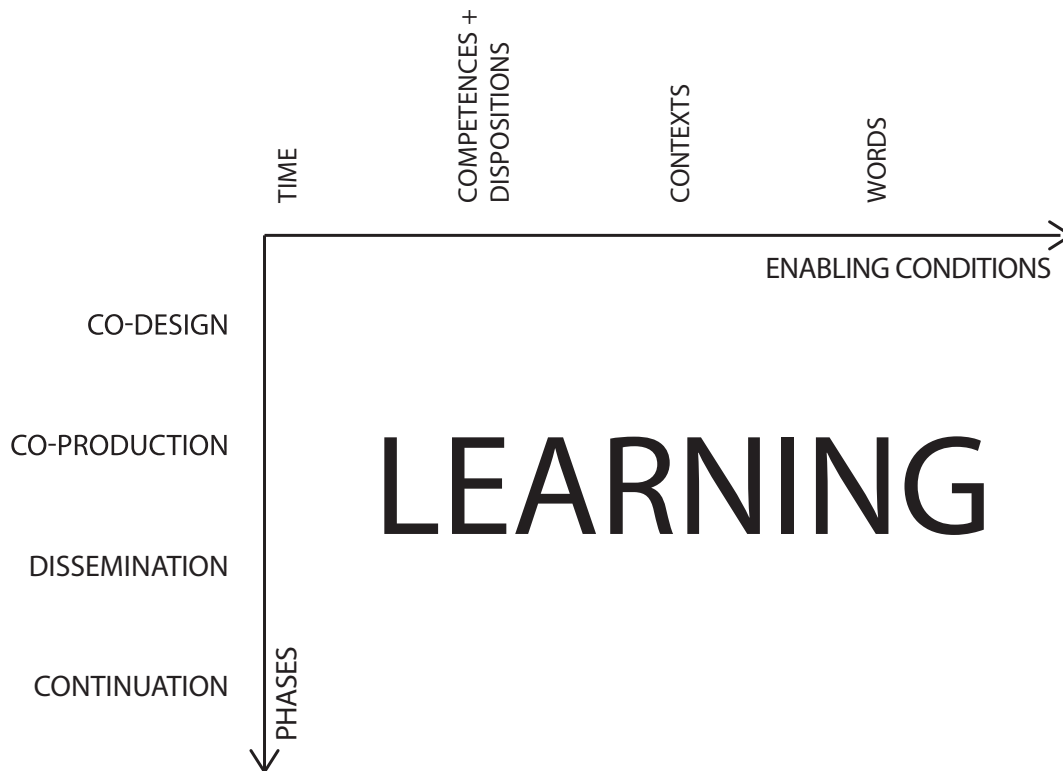 TIME
COMPETENCES +
DISPOSITIONS
CONTEXTS
WORDS
ENABLING CONDITIONS
CO-DESIGN
CO-PRODUCTION
LEARNING
DISSEMINATION
CONTINUATION
PHASES